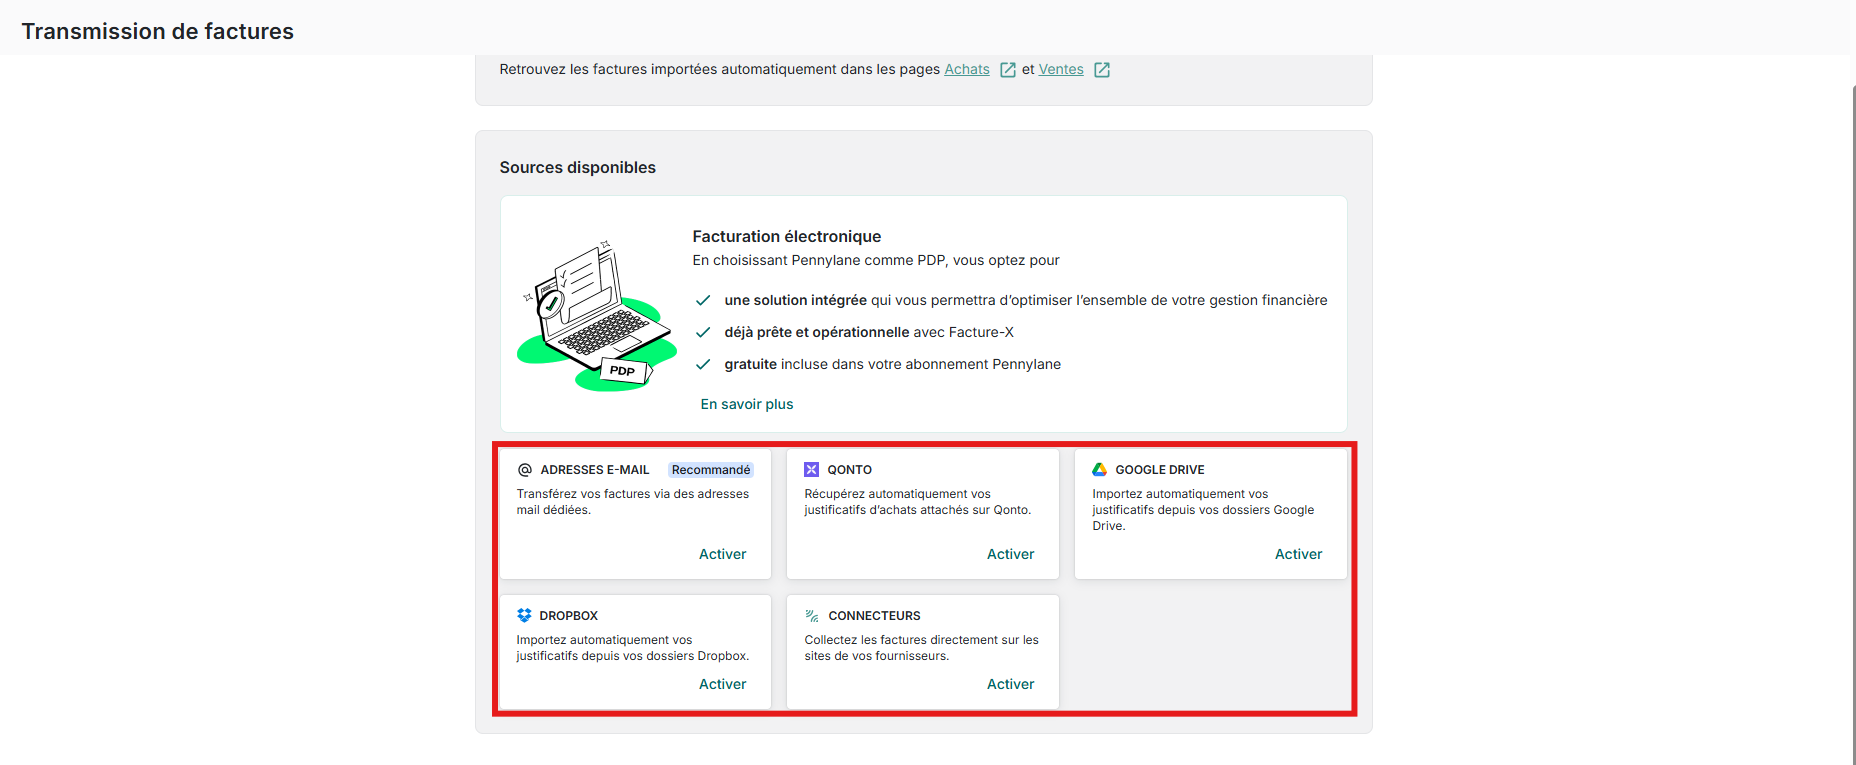 Transmission de factures
Retrouvez les factures importées automatiquement dans les pages Achats et Ventes
Sources disponibles
Facturation électronique
En choisissant Pennylane comme PDP, vous optez pour
une solution intégrée qui vous permettra d'optimiser l'ensemble de votre gestion financière
déjà prête et opérationnelle avec Facture-X
gratuite incluse dans votre abonnement Pennylane
PDP
En savoir plus
ADRESSES E-MAIL Recommandé
Transférez vos factures via des adresses
mail dédiées.
Activer
QONTO
Récupérez automatiquement vos
justificatifs d'achats attachés sur Qonto.
Activer
GOOGLE DRIVE
Importez automatiquement vos
justificatifs depuis vos dossiers Google
Drive.
Activer
DROPBOX
Importez automatiquement vos
justificatifs depuis vos dossiers Dropbox.
Activer
CONNECTEURS
Collectez les factures directement sur les
sites de vos fournisseurs.
Activer